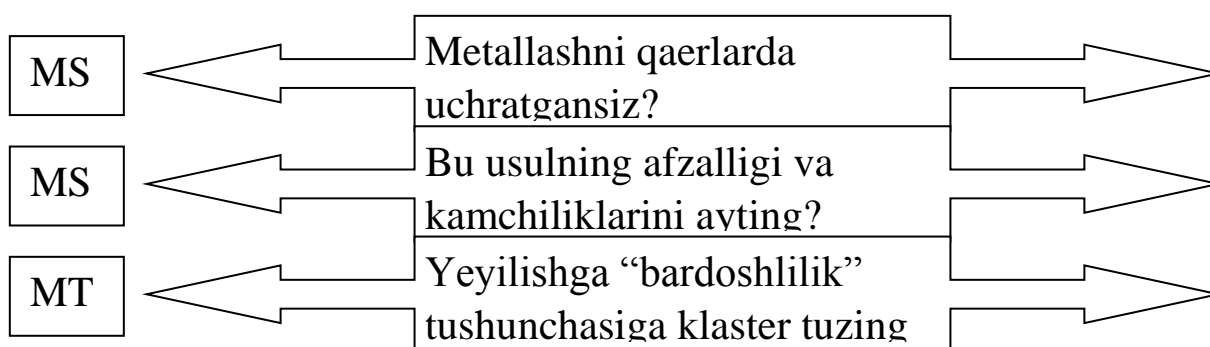 MS
Metallashni qaerlarda
uchratgansiz?
MS
Bu usulning afzalligi va
kamchiliklarini ayting?
MT
Yeyilishga “bardoshlilik”
tushunchasiga klaster tuzing